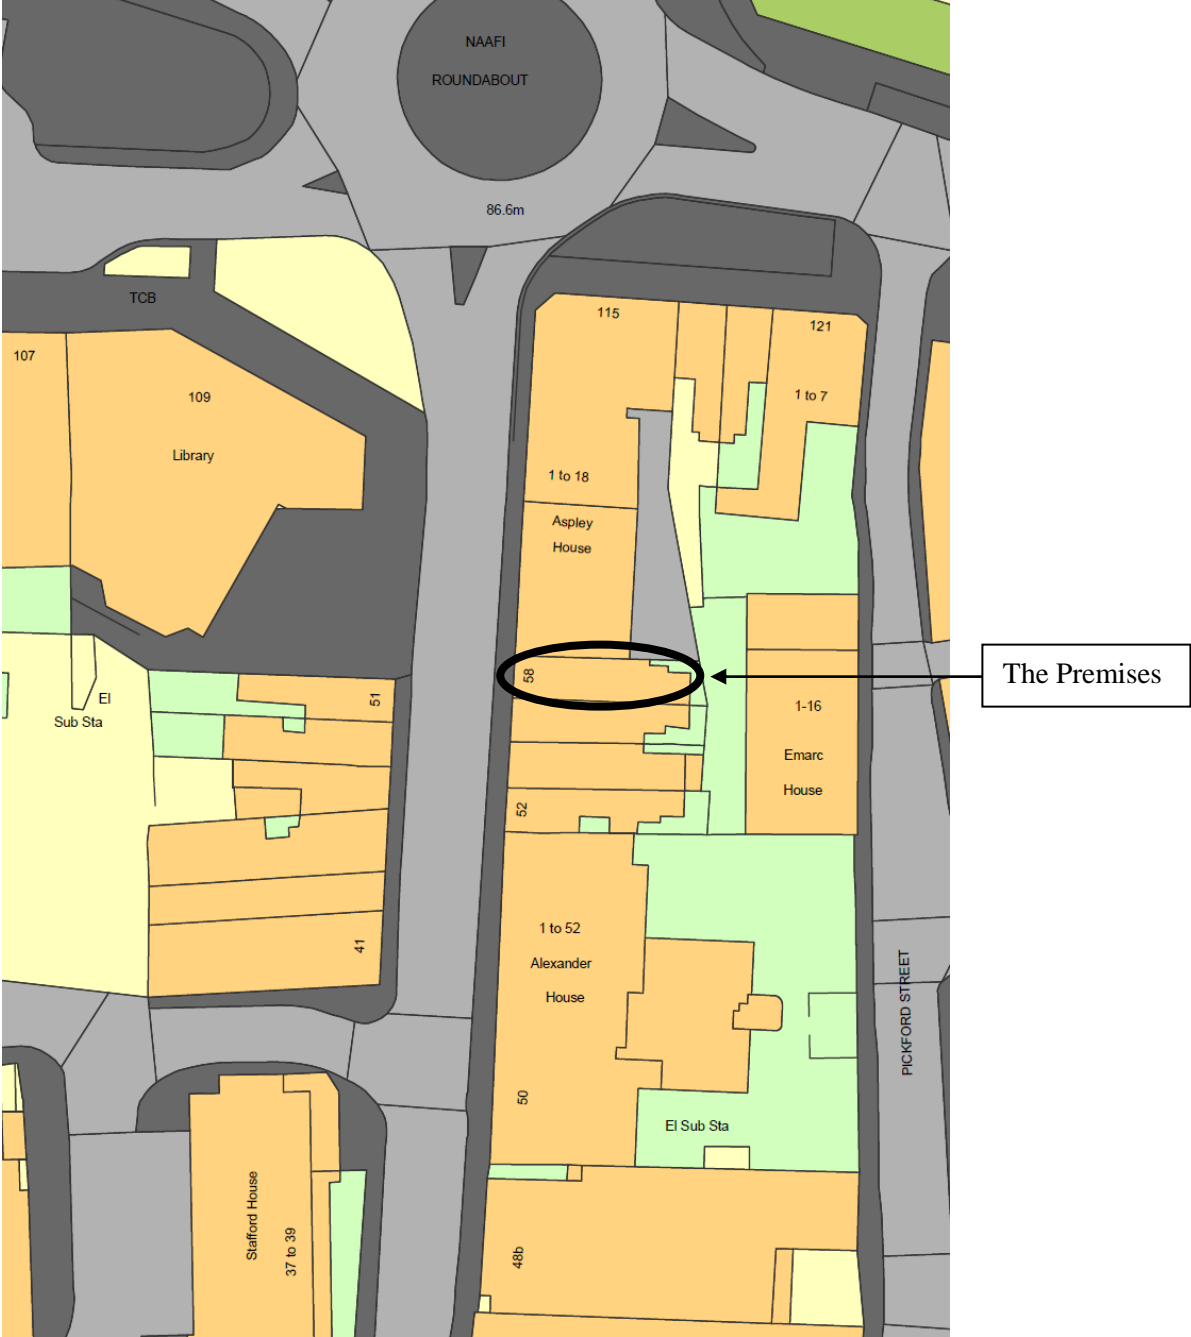 NAAFI
ROUNDABOUT
86.6m
TCB
115
121
107
109
1 to 7
Library
1 to 18
Aspley
House
58
The Premises
51
El
Sub Sta
1-16
Emarc
House
52
41
1 to 52
Alexander
House
PICKFORD STREET
50
El Sub Sta
Stafford House
37 to 39
48b